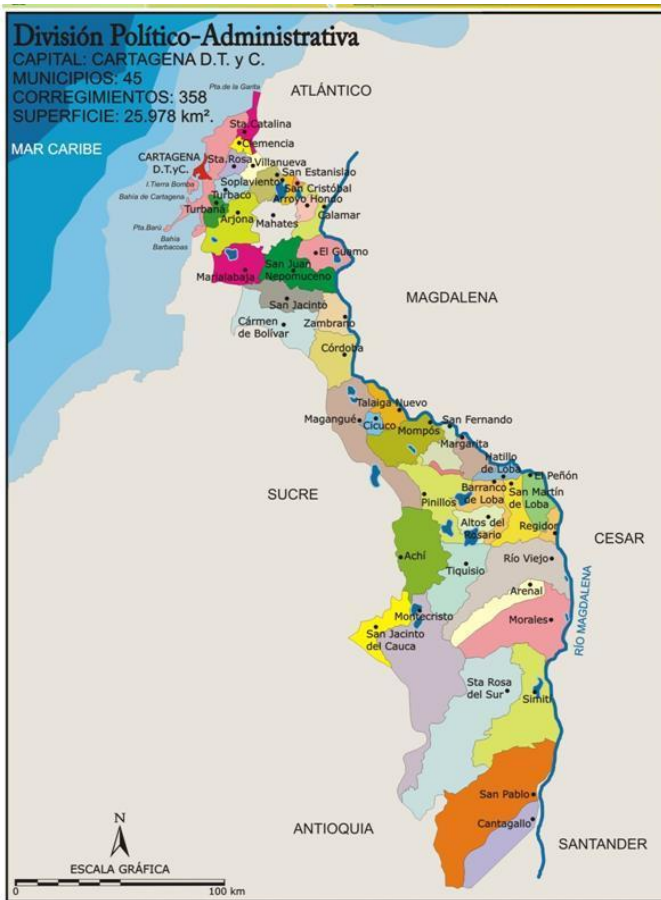 División Político-Administrativa
CAPITAL: CARTAGENA D.T. y C.
MUNICIPIOS: 45
CORREGIMIENTOS: 358
SUPERFICIE: 25.978 km².
Pta.de la Garita
ATLÁNTICO
MAR CARIBE
Sta.Catalina
Clemencia
CARTAGENA
D.T.yC.
Sta.Rosa
Villanueva
I.Tierra Bomba
Soplaviento
San Estanislao
Bahía de Cartagena
Turbaco
San Cristóbal
Arroyo Hondo
Turbaná
Arjona
Mahates
Calamar
Pta.Barú
Bahía
Barbacoas
El Guamo
Marialabaja
San Juan
Nepomuceno
MAGDALENA
San Jacinto
Cármen
de Bolívar
Zambrano
Córdoba
Talaiga Nuevo
Magangué
Cicuco
Mompós
San Fernando
Margarita
Hatillo
de Loba
El Peñón
SUCRE
Pinillos
Barranco
de Loba
San Martín
de Loba
Altos del
Rosario
Regidor
CESAR
Achí
Tiquisio
Río Viejo
Arenal
Montecristo
Morales
San Jacinto
del Cauca
RÍO MAGDALENA
Sta Rosa
del Sur
Simití
San Pablo
Cantagallo
ANTIOQUIA
SANTANDER
N
ESCALA GRÁFICA
0
100 km